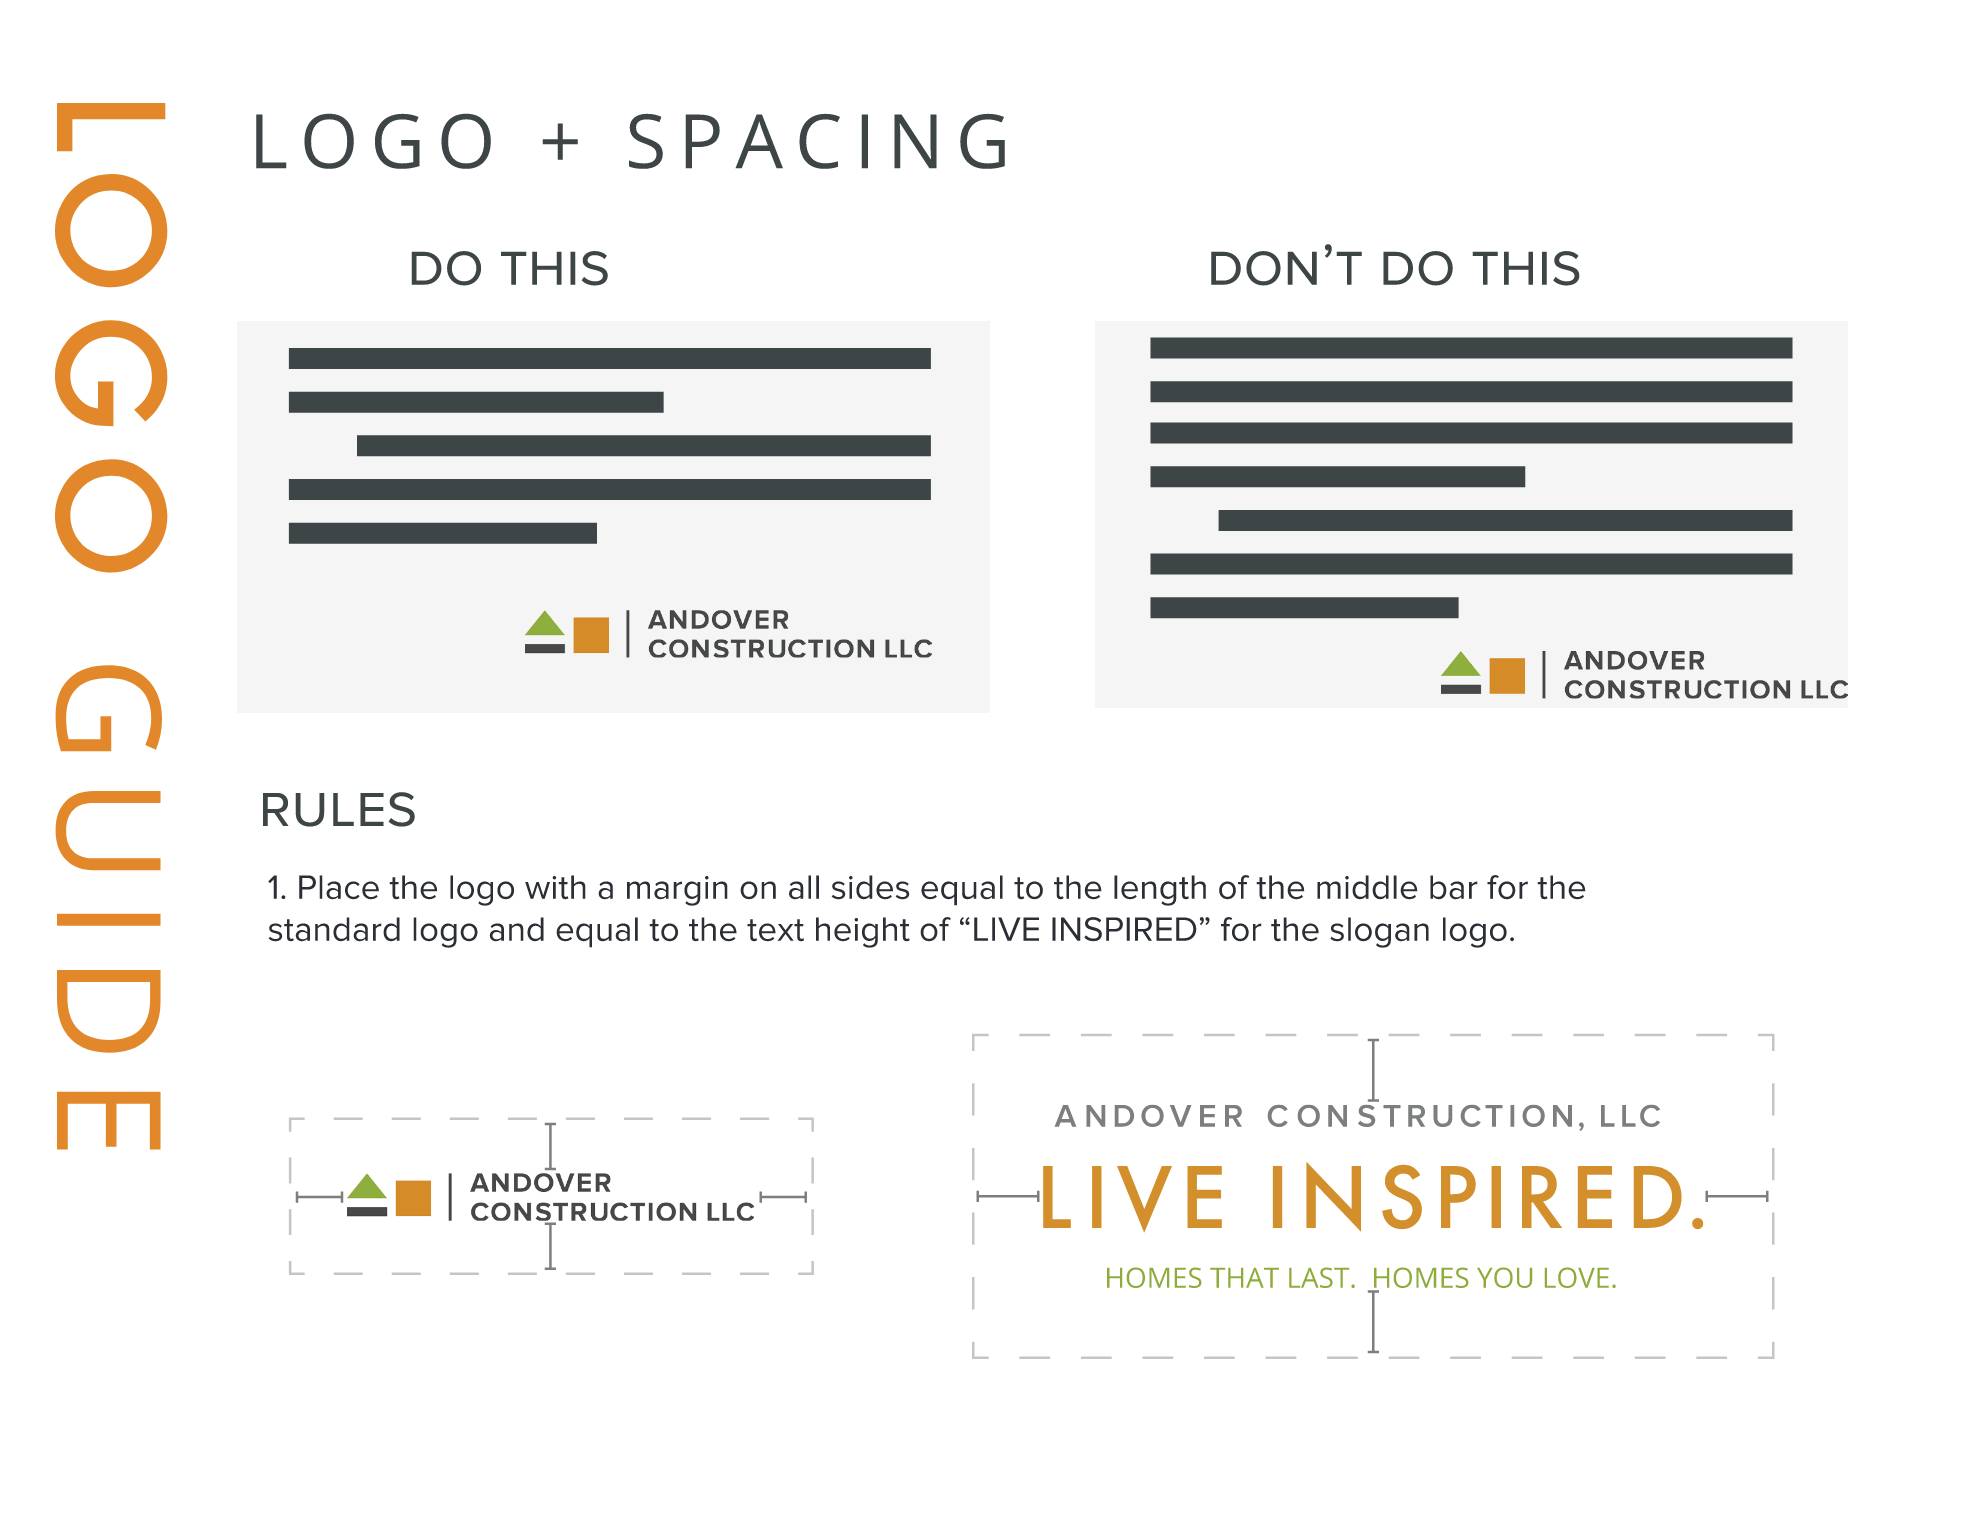 LOGO GUIDE
LOGO + SPACING
DO THIS
DON’T DO THIS
ANDOVER
CONSTRUCTION LLC
ANDOVER
CONSTRUCTION LLC
RULES
1. Place the logo with a margin on all sides equal to the length of the middle bar for the
standard logo and equal to the text height of “LIVE INSPIRED” for the slogan logo.
ANDOVER
CONSTRUCTION LLC
ANDOVER CONSTRUCTION, LLC
LIVE INSPIRED.
HOMES THAT LAST. HOMES YOU LOVE.